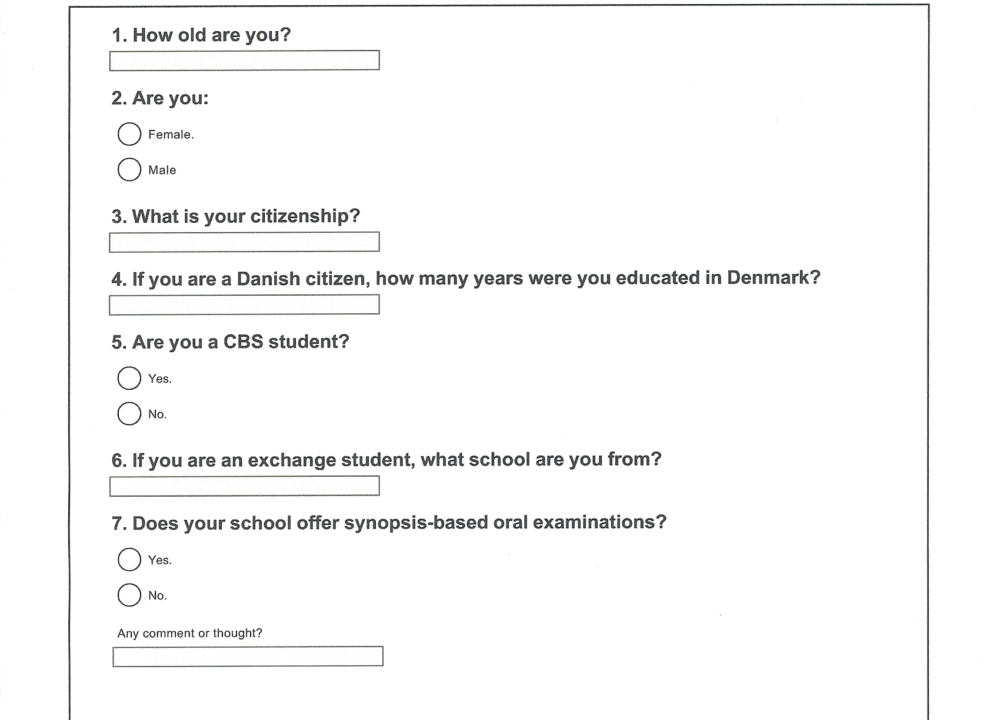 1. How old are you?
2. Are you:
Female.
Male
3. What is your citizenship?
4. If you are a Danish citizen, how many years were you educated in Denmark?
5. Are you a CBS student?
Yes.
No.
6. If you are an exchange student, what school are you from?
7. Does your school offer synopsis-based oral examinations?
Yes.
No.
Any comment or thought?